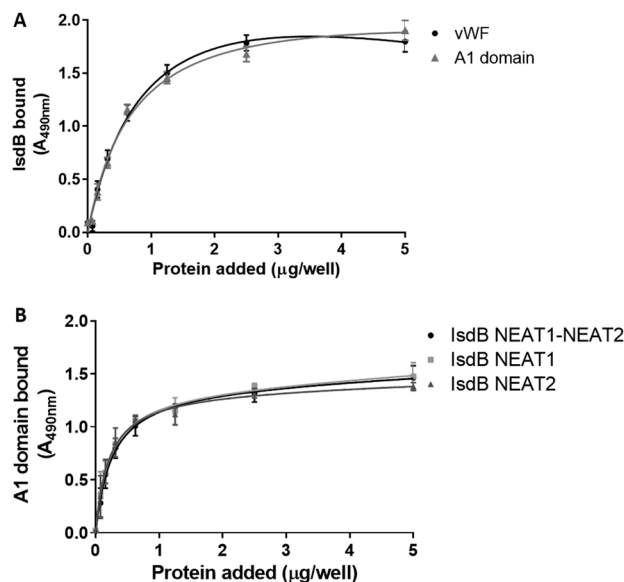 A
2.0
1.5
1.0
0.5
0.0
0
1
2
3
4
5
IsdB bound
(A490nm)
Protein added (μg/well)
vWF
A1 domain
B
2.0
1.5
1.0
0.5
0.0
0
1
2
3
4
5
A1 domain bound
(A490nm)
Protein added (μg/well)
IsdB NEAT1-NEAT2
IsdB NEAT1
IsdB NEAT2